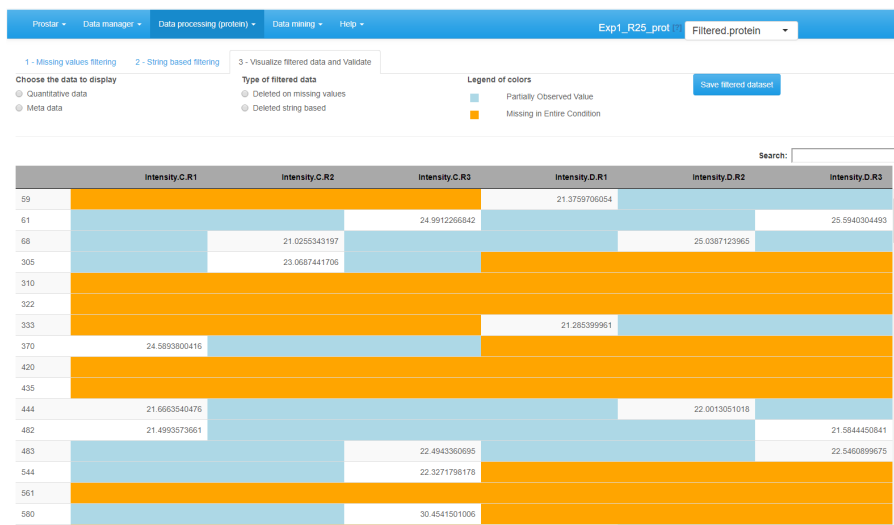 Prostar Data manager Data processing (protein) Data mining Help Exp1_R25_prot [?] Filtered.protein
1 - Missing values filtering 2 - String based filtering 3 - Visualize filtered data and Validate
Choose the data to display Type of filtered data Legend of colors
Quantitative data Deleted on missing values Partially Observed Value Save filtered dataset
Meta data Deleted string based Missing in Entire Condition
Search:
Intensity.C.R1 Intensity.C.R2 Intensity.C.R3 Intensity.D.R1 Intensity.D.R2 Intensity.D.R3
59 21.3759706054
61 24.9912266842 25.5940304493
68 21.0255343197 25.0387123965
305 23.0687441706
310
322
333 21.285399961
370 24.5893800416
420
435
444 21.6663540476 22.0013051018
482 21.4993573661 21.5844450841
483 22.4943360695 22.5460899675
544 22.3271798178
561
580 30.4541501006